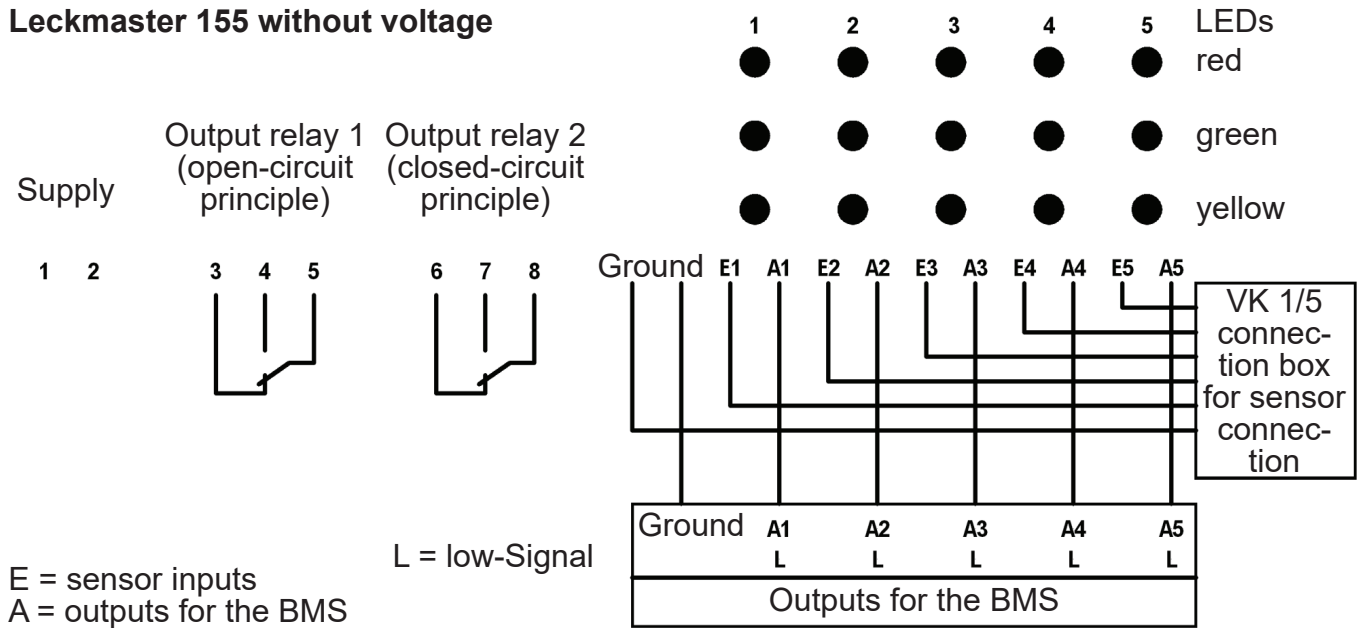 Leckmaster 155 without voltage
1 2 3 4 5 LEDs
red
green
yellow
Supply
Output relay 1
(open-circuit
principle)
Output relay 2
(closed-circuit
principle)
1 2 3 4 5 6 7 8 Ground E1 A1 E2 A2 E3 A3 E4 A4 E5 A5
VK 1/5
connec-
tion box
for sensor
connec-
tion
Ground A1 A2 A3 A4 A5
L L L L L
Outputs for the BMS
L = low-Signal
E = sensor inputs
A = outputs for the BMS